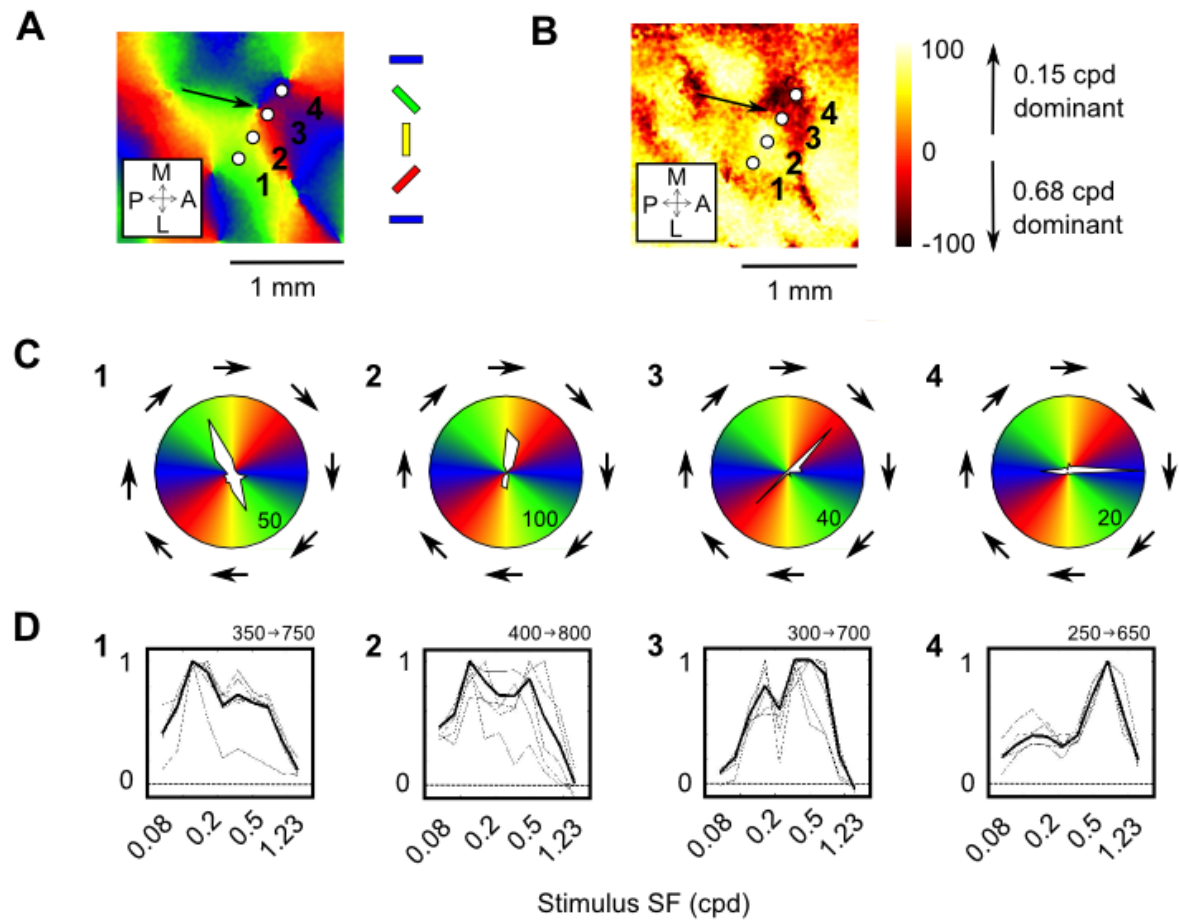 A
B
4
3
2
1
M
P A
L
1 mm
4
3
2
1
M
P A
L
1 mm
100
0
-100
0.15 cpd
dominant
0.68 cpd
dominant
C
1 2 3 4
50 100 40 20
D
1 2 3 4
350→750 400→800 300→700 250→650
1 1 1 1
0 0 0 0
0.08 0.2 0.5 1.23 0.08 0.2 0.5 1.23 0.08 0.2 0.5 1.23 0.08 0.2 0.5 1.23
Stimulus SF (cpd)